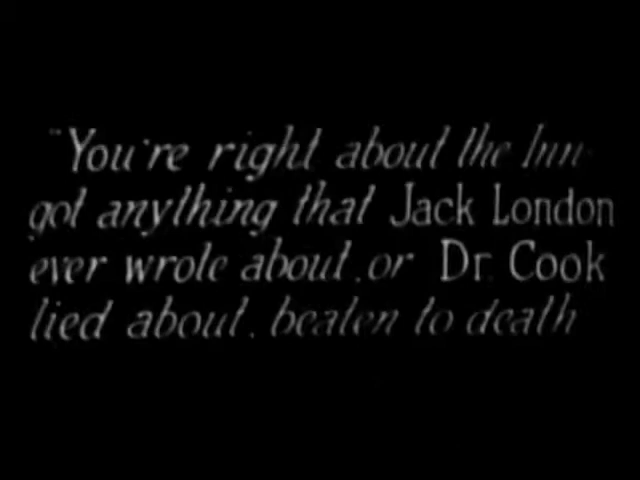 "You're right about the
got anything that Jack London
ever wrote about, or Dr. Cook
lied about, beaten to death